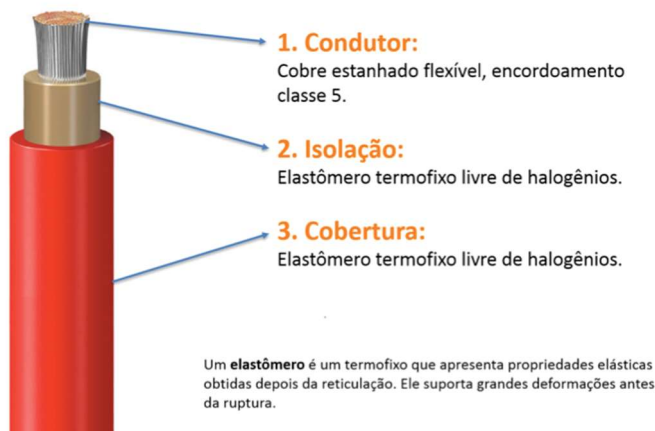 1. Condutor:
Cobre estanhado flexível, encordoamento
classe 5.
2. Isolação:
Elastômero termofixo livre de halogênios.
3. Cobertura:
Elastômero termofixo livre de halogênios.
Um elastômero é um termofixo que apresenta propriedades elásticas
obtidas depois da reticulação. Ele suporta grandes deformações antes
da ruptura.